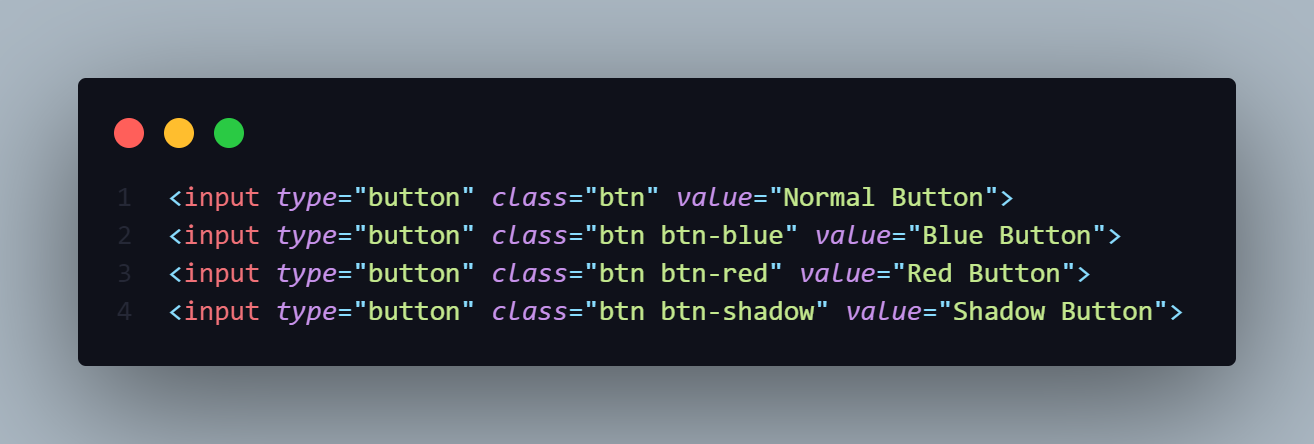 1 <input type="button" class="btn" value="Normal Button">
2 <input type="button" class="btn btn-blue" value="Blue Button">
3 <input type="button" class="btn btn-red" value="Red Button">
4 <input type="button" class="btn btn-shadow" value="Shadow Button">